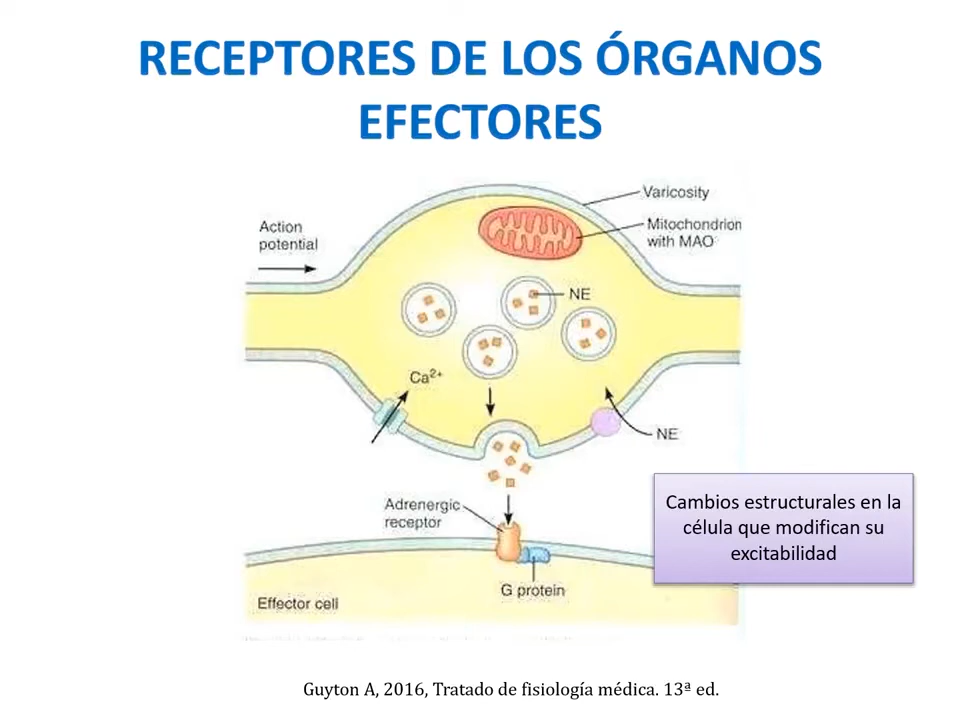 RECEPTORES DE LOS ÓRGANOS
EFECTORES
Varicosity
Action
potential
Mitochondrion
with MAO
NE
Ca2+
NE
Adrenergic
receptor
Cambios estructurales en la
célula que modifican su
excitabilidad
G protein
Effector cell
Guyton A, 2016, Tratado de fisiología médica. 13ª ed.